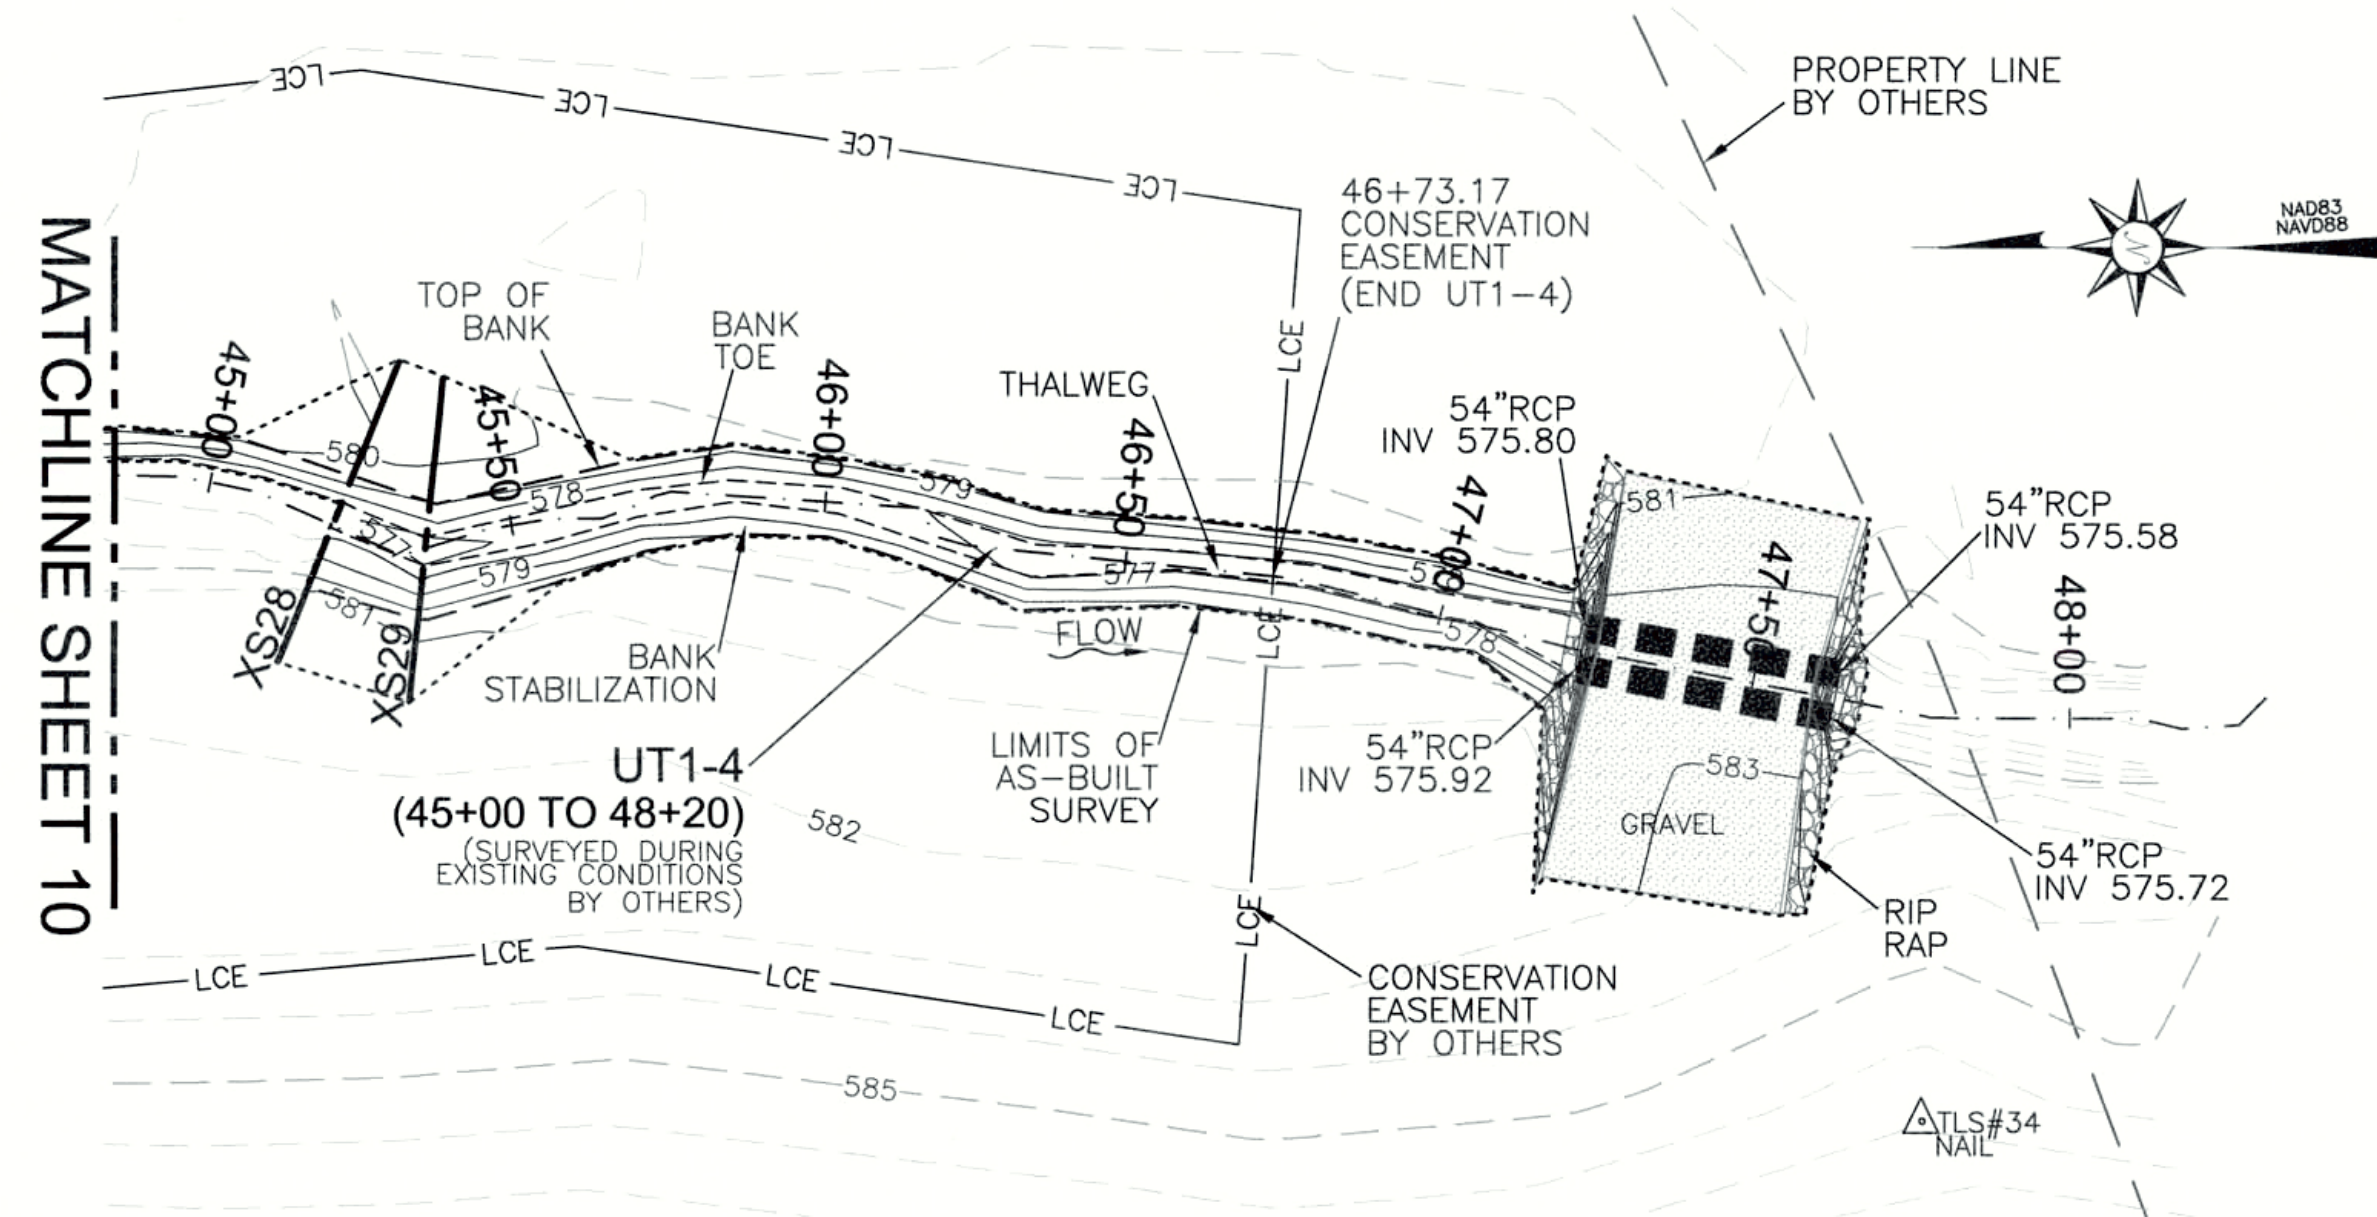 LCE
LCE
LCE
LCE
PROPERTY LINE
BY OTHERS
46+73.17
CONSERVATION
EASEMENT
(END UT1-4)
NAD83
NAVD88
N
MATCHLINE SHEET 10
TOP OF
BANK
BANK
TOE
LCE
THALWEG
54"RCP
INV 575.80
45+00
45+50
46+00
46+50
47+00
47+50
48+00
580
578
579
581
54"RCP
INV 575.58
577
579
577
578
581
XS28
XS29
FLOW
LCE
BANK
STABILIZATION
LIMITS OF
AS-BUILT
SURVEY
54"RCP
INV 575.92
UT1-4
(45+00 TO 48+20)
(SURVEYED DURING
EXISTING CONDITIONS
BY OTHERS)
582
583
GRAVEL
54"RCP
INV 575.72
RIP
RAP
LCE
LCE
LCE
LCE
LCE
CONSERVATION
EASEMENT
BY OTHERS
585
TLS#34
NAIL